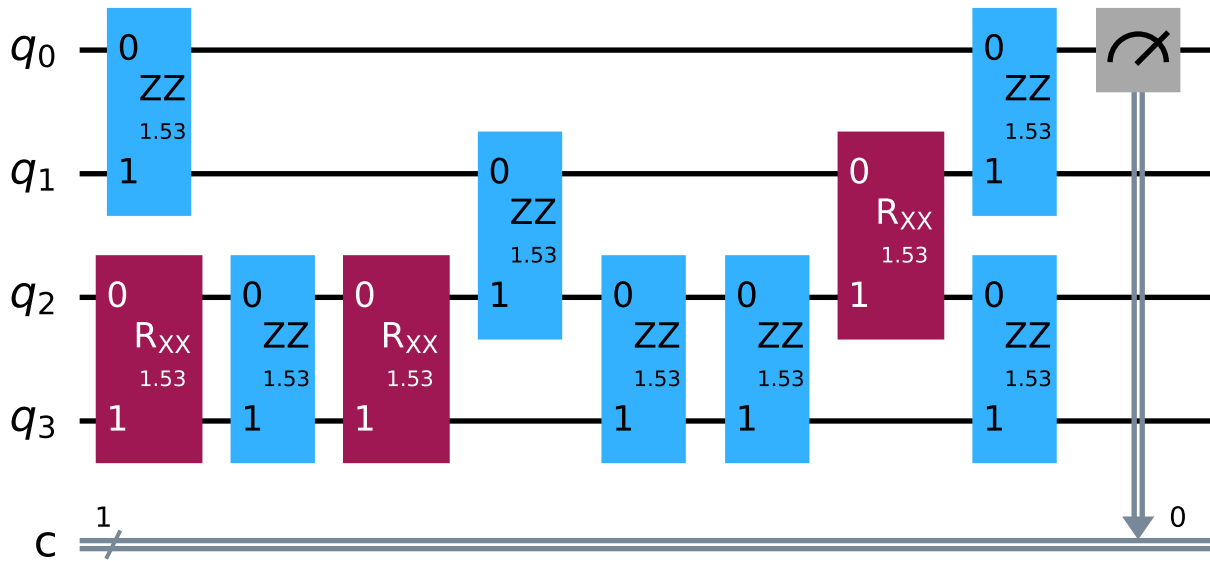 q0 0 0
ZZ ZZ
1.53 1.53
q1 1 0 0 1
ZZ RXX
1.53 1.53
q2 0 0 0 1 0 0 1 0
RXX ZZ RXX ZZ ZZ ZZ
1.53 1.53 1.53 1.53 1.53 1.53
q3 1 1 1 1 1 1
1 0
c